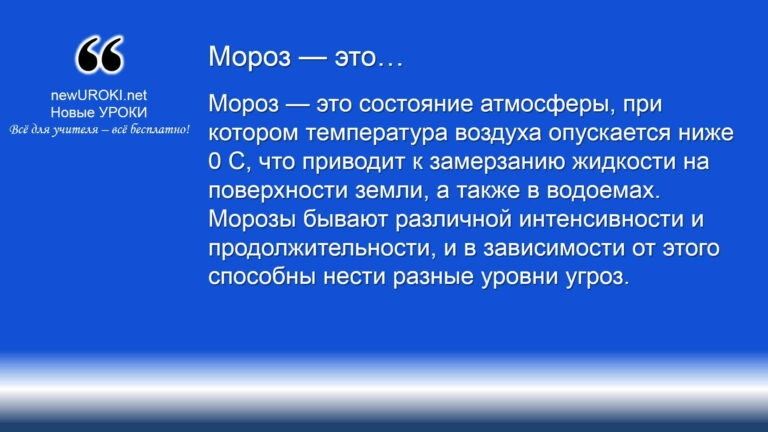 newUROKI.net
Новые УРОКИ
Всё для учителя – всё бесплатно!
Мороз — это…
Мороз — это состояние атмосферы, при
котором температура воздуха опускается ниже
0 С, что приводит к замерзанию жидкости на
поверхности земли, а также в водоемах.
Морозы бывают различной интенсивности и
продолжительности, и в зависимости от этого
способны нести разные уровни угроз.